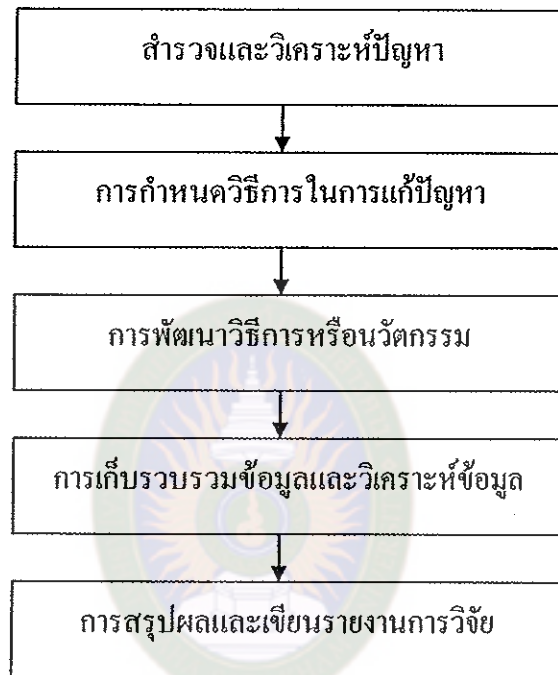 สำรวจและวิเคราะห์ปัญหา
การกำหนดวิธีการในการแก้ปัญหา
การพัฒนาวิธีการหรือนวัตกรรม
การเก็บรวบรวมข้อมูลและวิเคราะห์ข้อมูล
การสรุปผลและเขียนรายงานการวิจัย